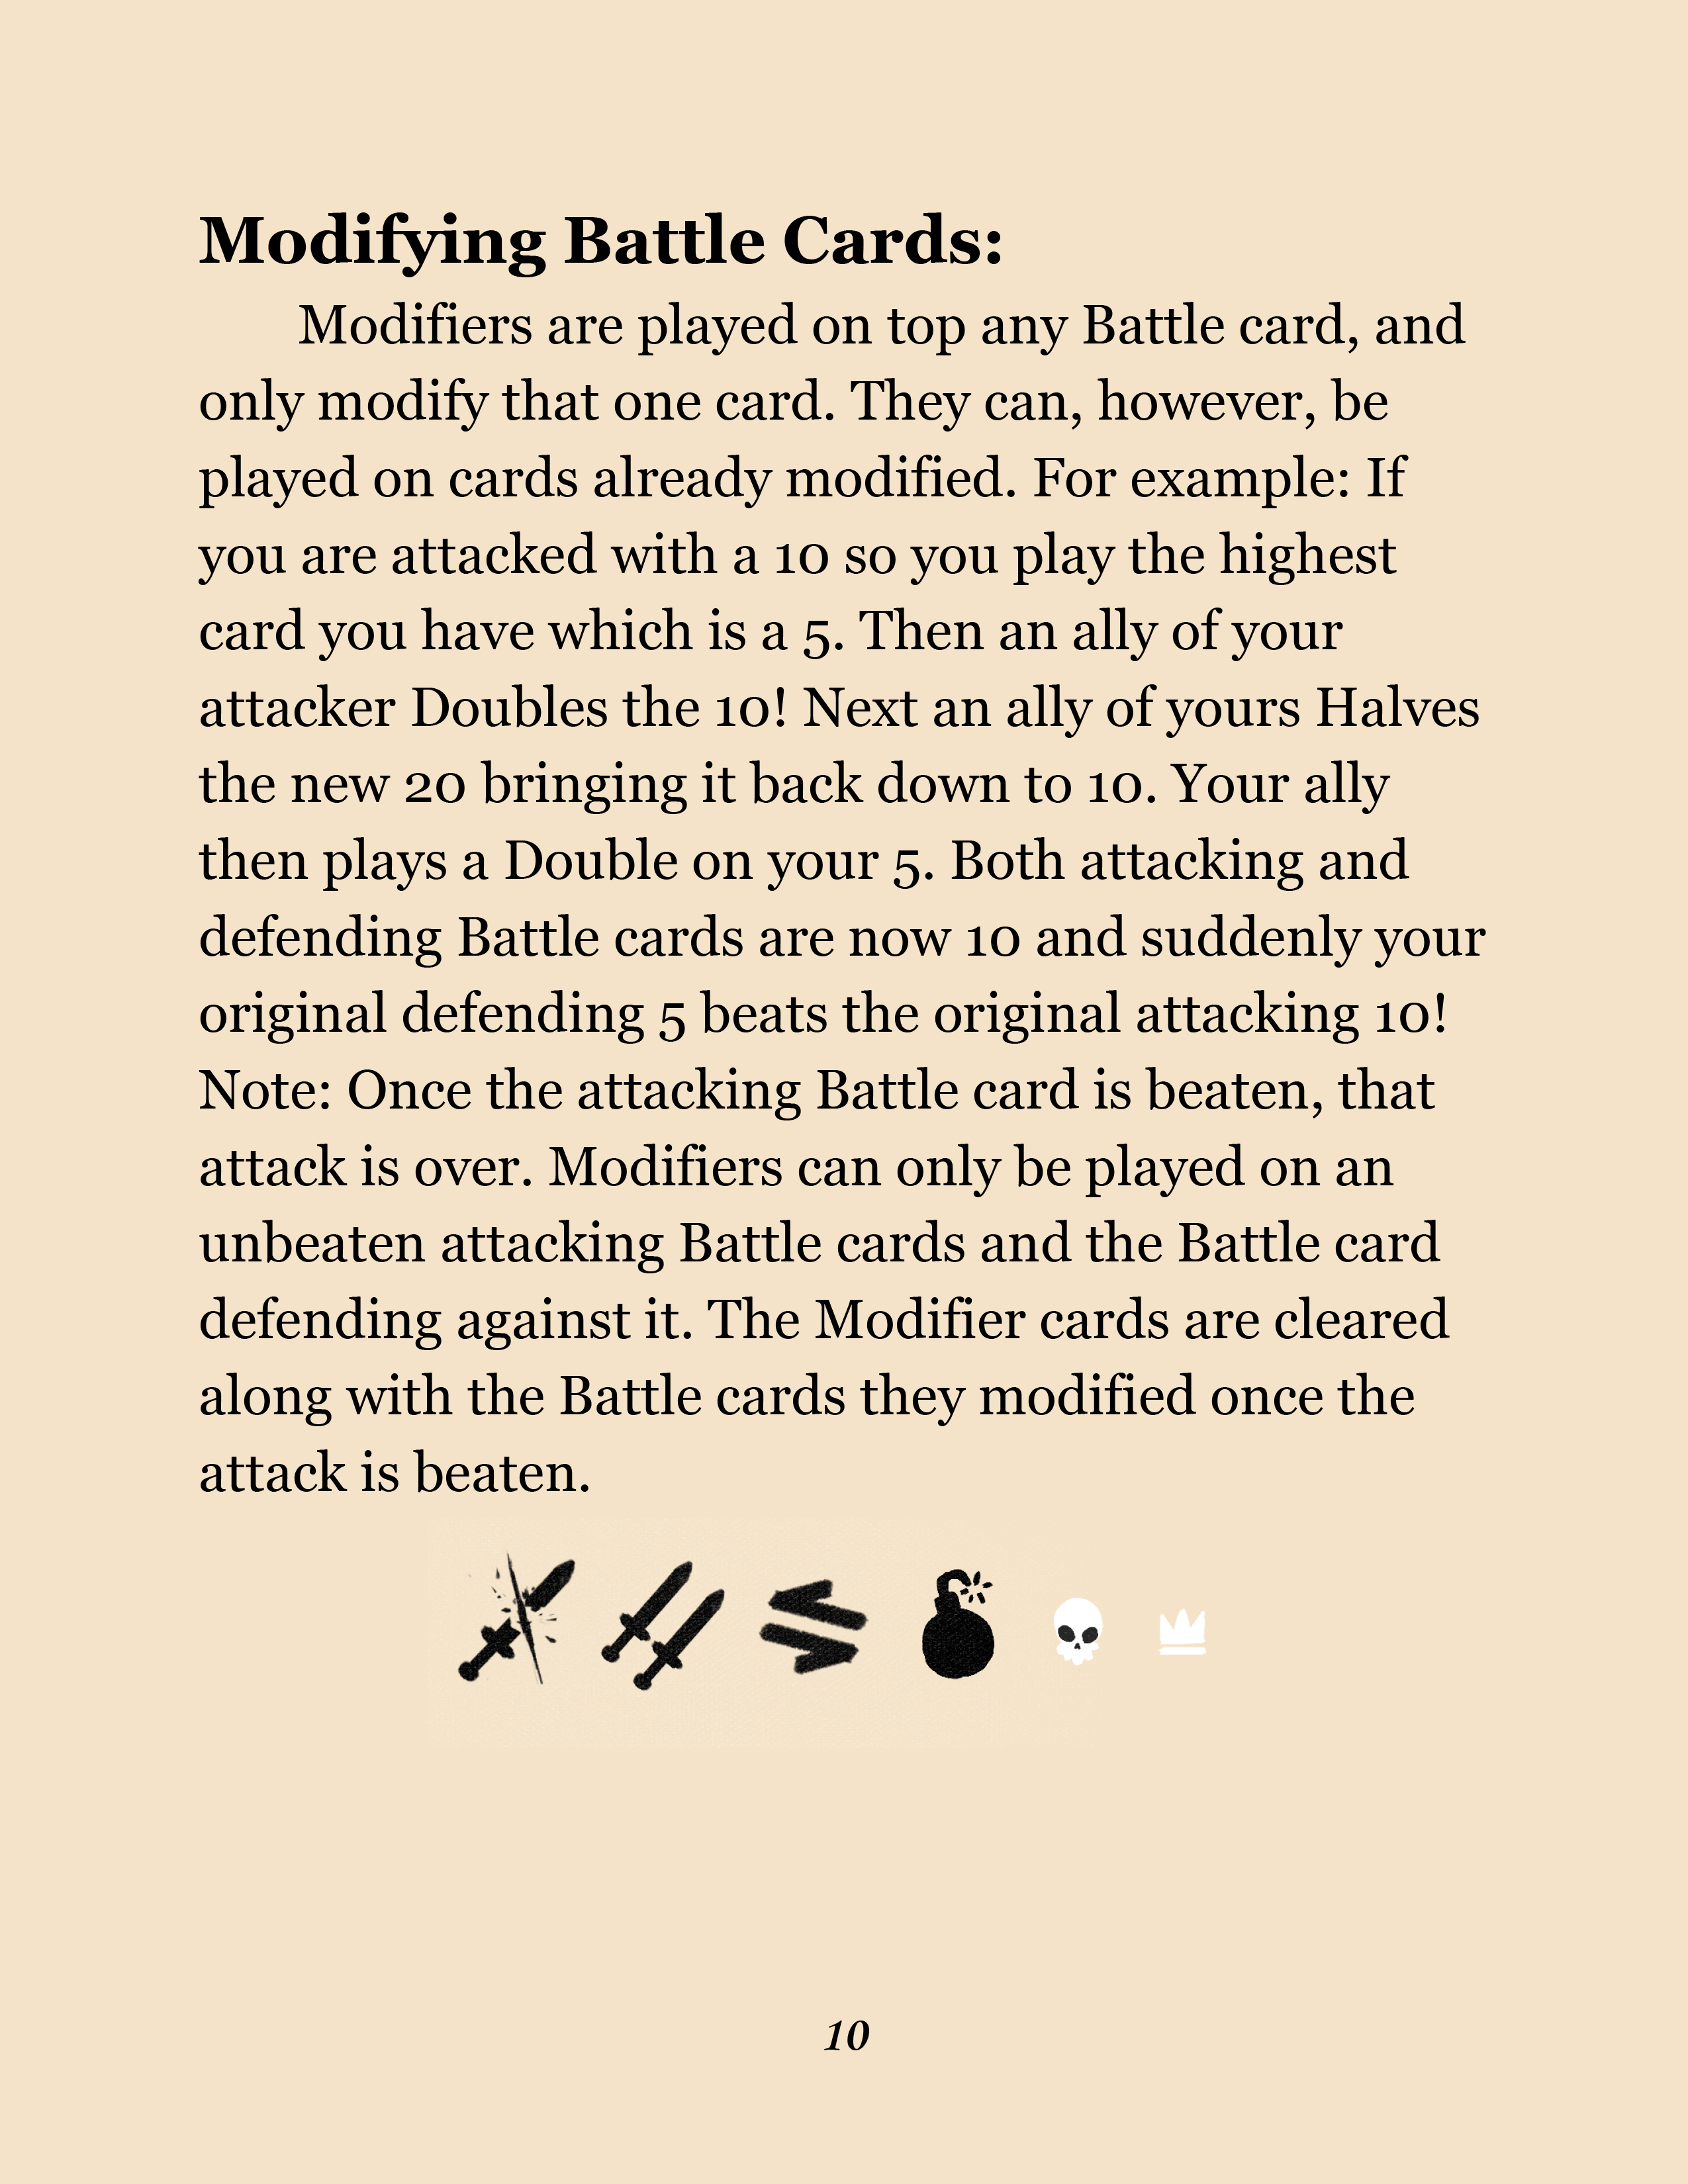 Modifying Battle Cards:
Modifiers are played on top any Battle card, and
only modify that one card. They can, however, be
played on cards already modified. For example: If
you are attacked with a 10 so you play the highest
card you have which is a 5. Then an ally of your
attacker Doubles the 10! Next an ally of yours Halves
the new 20 bringing it back down to 10. Your ally
then plays a Double on your 5. Both attacking and
defending Battle cards are now 10 and suddenly your
original defending 5 beats the original attacking 10!
Note: Once the attacking Battle card is beaten, that
attack is over. Modifiers can only be played on an
unbeaten attacking Battle cards and the Battle card
defending against it. The Modifier cards are cleared
along with the Battle cards they modified once the
attack is beaten.
10